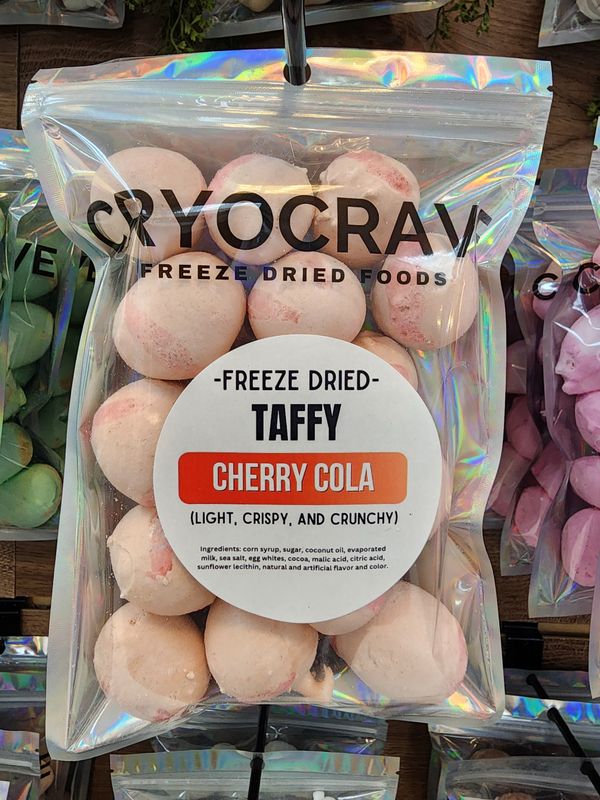 CRYOCRAV
FREEZE DRIED FOODS
-FREEZE DRIED-
TAFFY
CHERRY COLA
(LIGHT, CRISPY, AND CRUNCHY)
Ingredients: corn syrup, sugar, coconut oil, evaporated
milk, sea salt, egg whites, cocoa, malic acid, citric acid,
sunflower lecithin, natural and artificial flavor and color.